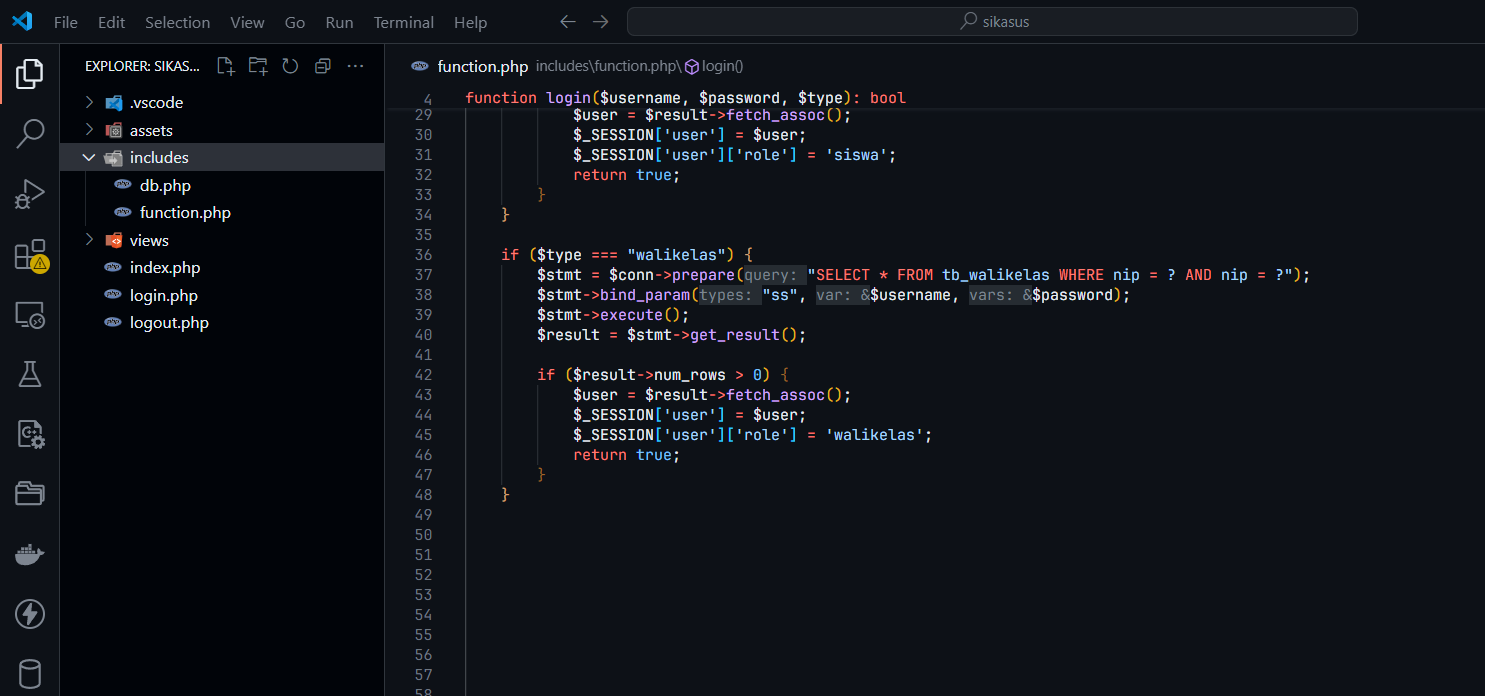 File Edit Selection View Go Run Terminal Help
sikasus
EXPLORER: SIKAS...
.vscode
assets
includes
db.php
function.php
views
index.php
login.php
logout.php
function.php includes\function.php\login()
4 function login($username, $password, $type): bool
29 $user = $result->fetch_assoc();
30 $_SESSION['user'] = $user;
31 $_SESSION['user']['role'] = 'siswa';
32 return true;
33 }
34 }
35
36 if ($type === "walikelas") {
37 $stmt = $conn->prepare(query: "SELECT * FROM tb_walikelas WHERE nip = ? AND nip = ?");
38 $stmt->bind_param(types: "ss", var: &$username, vars: &$password);
39 $stmt->execute();
40 $result = $stmt->get_result();
41
42 if ($result->num_rows > 0) {
43 $user = $result->fetch_assoc();
44 $_SESSION['user'] = $user;
45 $_SESSION['user']['role'] = 'walikelas';
46 return true;
47 }
48 }
49
50
51
52
53
54
55
56
57
58